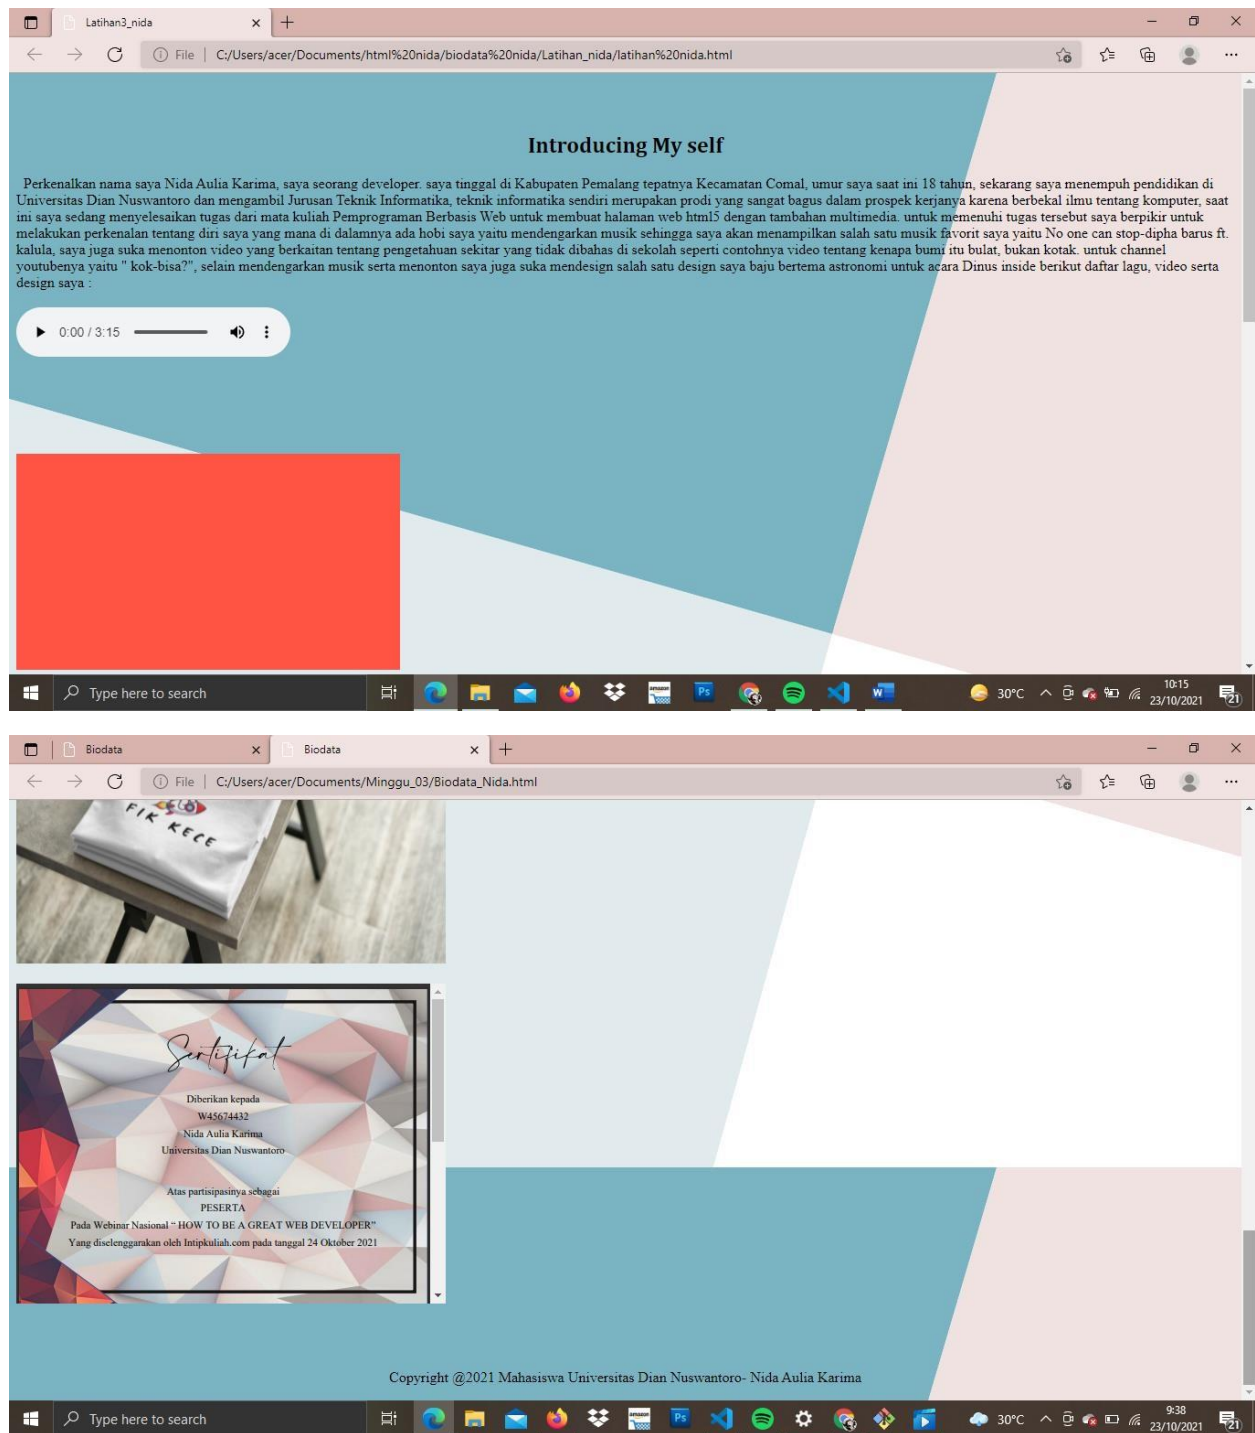 Latihan3_nida
File | C:/Users/acer/Documents/html%20nida/biodata%20nida/Latihan_nida/latihan%20nida.html
Introducing My self
Perkenalkan nama saya Nida Aulia Karima, saya seorang developer. saya tinggal di Kabupaten Pemalang tepatnya Kecamatan Comal, umur saya saat ini 18 tahun, sekarang saya menempuh pendidikan di
Universitas Dian Nuswantoro dan mengambil Jurusan Teknik Informatika, teknik informatika sendiri merupakan prodi yang sangat bagus dalam prospek kerjanya karena berbekal ilmu tentang komputer, saat
ini saya sedang menyelesaikan tugas dari mata kuliah Pemprograman Berbasis Web untuk membuat halaman web html5 dengan tambahan multimedia. untuk memenuhi tugas tersebut saya berpikir untuk
melakukan perkenalan tentang diri saya yang mana di dalamnya ada hobi saya yaitu mendengarkan musik sehingga saya akan menampilkan salah satu musik favorit saya yaitu No one can stop-dipha barus ft.
kalula, saya juga suka menonton video yang berkaitan tentang pengetahuan sekitar yang tidak dibahas di sekolah seperti contohnya video tentang kenapa bumi itu bulat, bukan kotak. untuk channel
youtubenya yaitu " kok-bisa?", selain mendengarkan musik serta menonton saya juga suka mendesign salah satu design saya baju bertema astronomi untuk acara Dinus inside berikut daftar lagu, video serta
design saya :
0:00 / 3:15
Type here to search
amazon
Ps
W
30°C
10:15
23/10/2021
21
Biodata
Biodata
File | C:/Users/acer/Documents/Minggu_03/Biodata_Nida.html
FIK KECE
Sertifikat
Diberikan kepada
W45674432
Nida Aulia Karima
Universitas Dian Nuswantoro
Atas partisipasinya sebagai
PESERTA
Pada Webinar Nasional “ HOW TO BE A GREAT WEB DEVELOPER”
Yang diselenggarakan oleh Intipkuliah.com pada tanggal 24 Oktober 2021
Copyright @2021 Mahasiswa Universitas Dian Nuswantoro- Nida Aulia Karima
Type here to search
amazon
Ps
30°C
9:38
23/10/2021
21